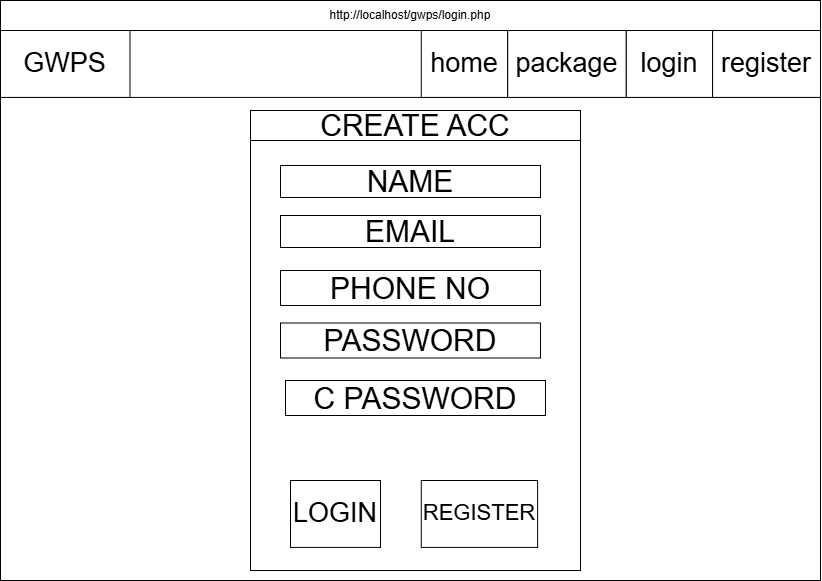 http://localhost/gwps/login.php
GWPS home package login register
CREATE ACC
NAME
EMAIL
PHONE NO
PASSWORD
C PASSWORD
LOGIN REGISTER